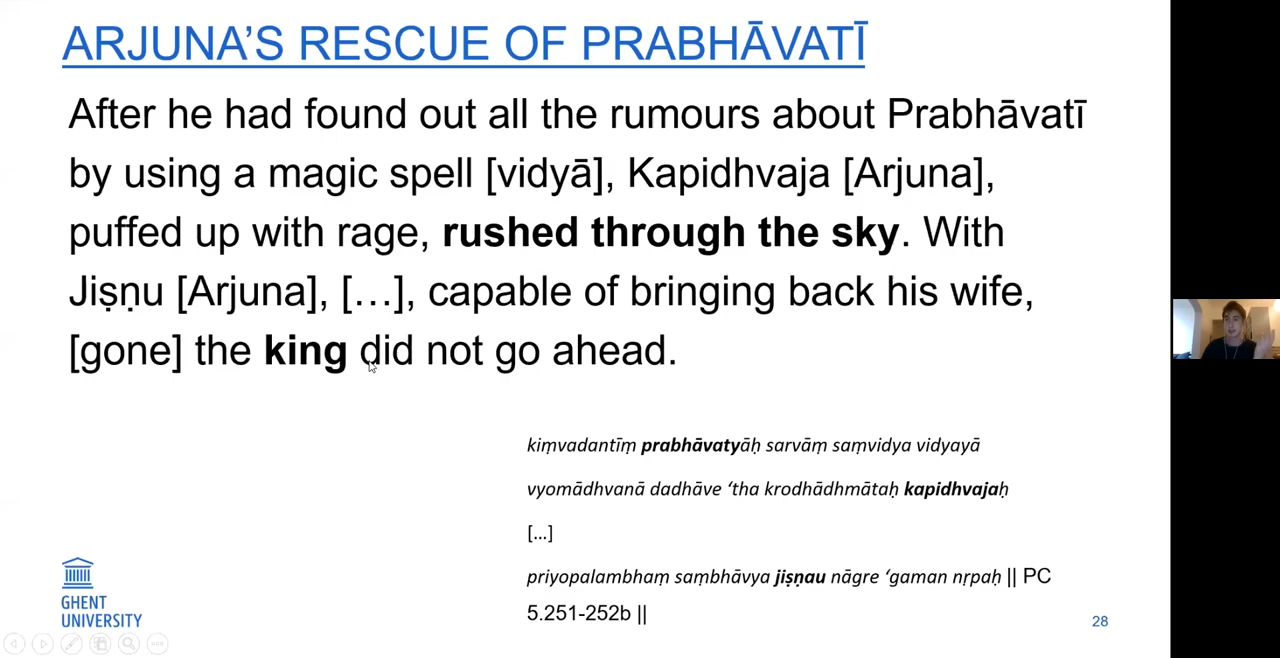 ARJUNA’S RESCUE OF PRABHĀVATĪ
After he had found out all the rumours about Prabhāvatī
by using a magic spell [vidyā], Kapidhvaja [Arjuna],
puffed up with rage, rushed through the sky. With
Jiṣṇu [Arjuna], […], capable of bringing back his wife,
[gone] the king did not go ahead.
kiṃvadantīṃ prabhāvatyāḥ sarvāṃ saṃvidya vidyayā
vyomādhvanā dadhāve ‘tha krodhādhmātaḥ kapidhvajaḥ
[…]
priyopalambhaṃ saṃbhāvya jiṣṇau nāgre ‘gaman nṛpaḥ || PC
5.251-252b ||
GHENT
UNIVERSITY
28